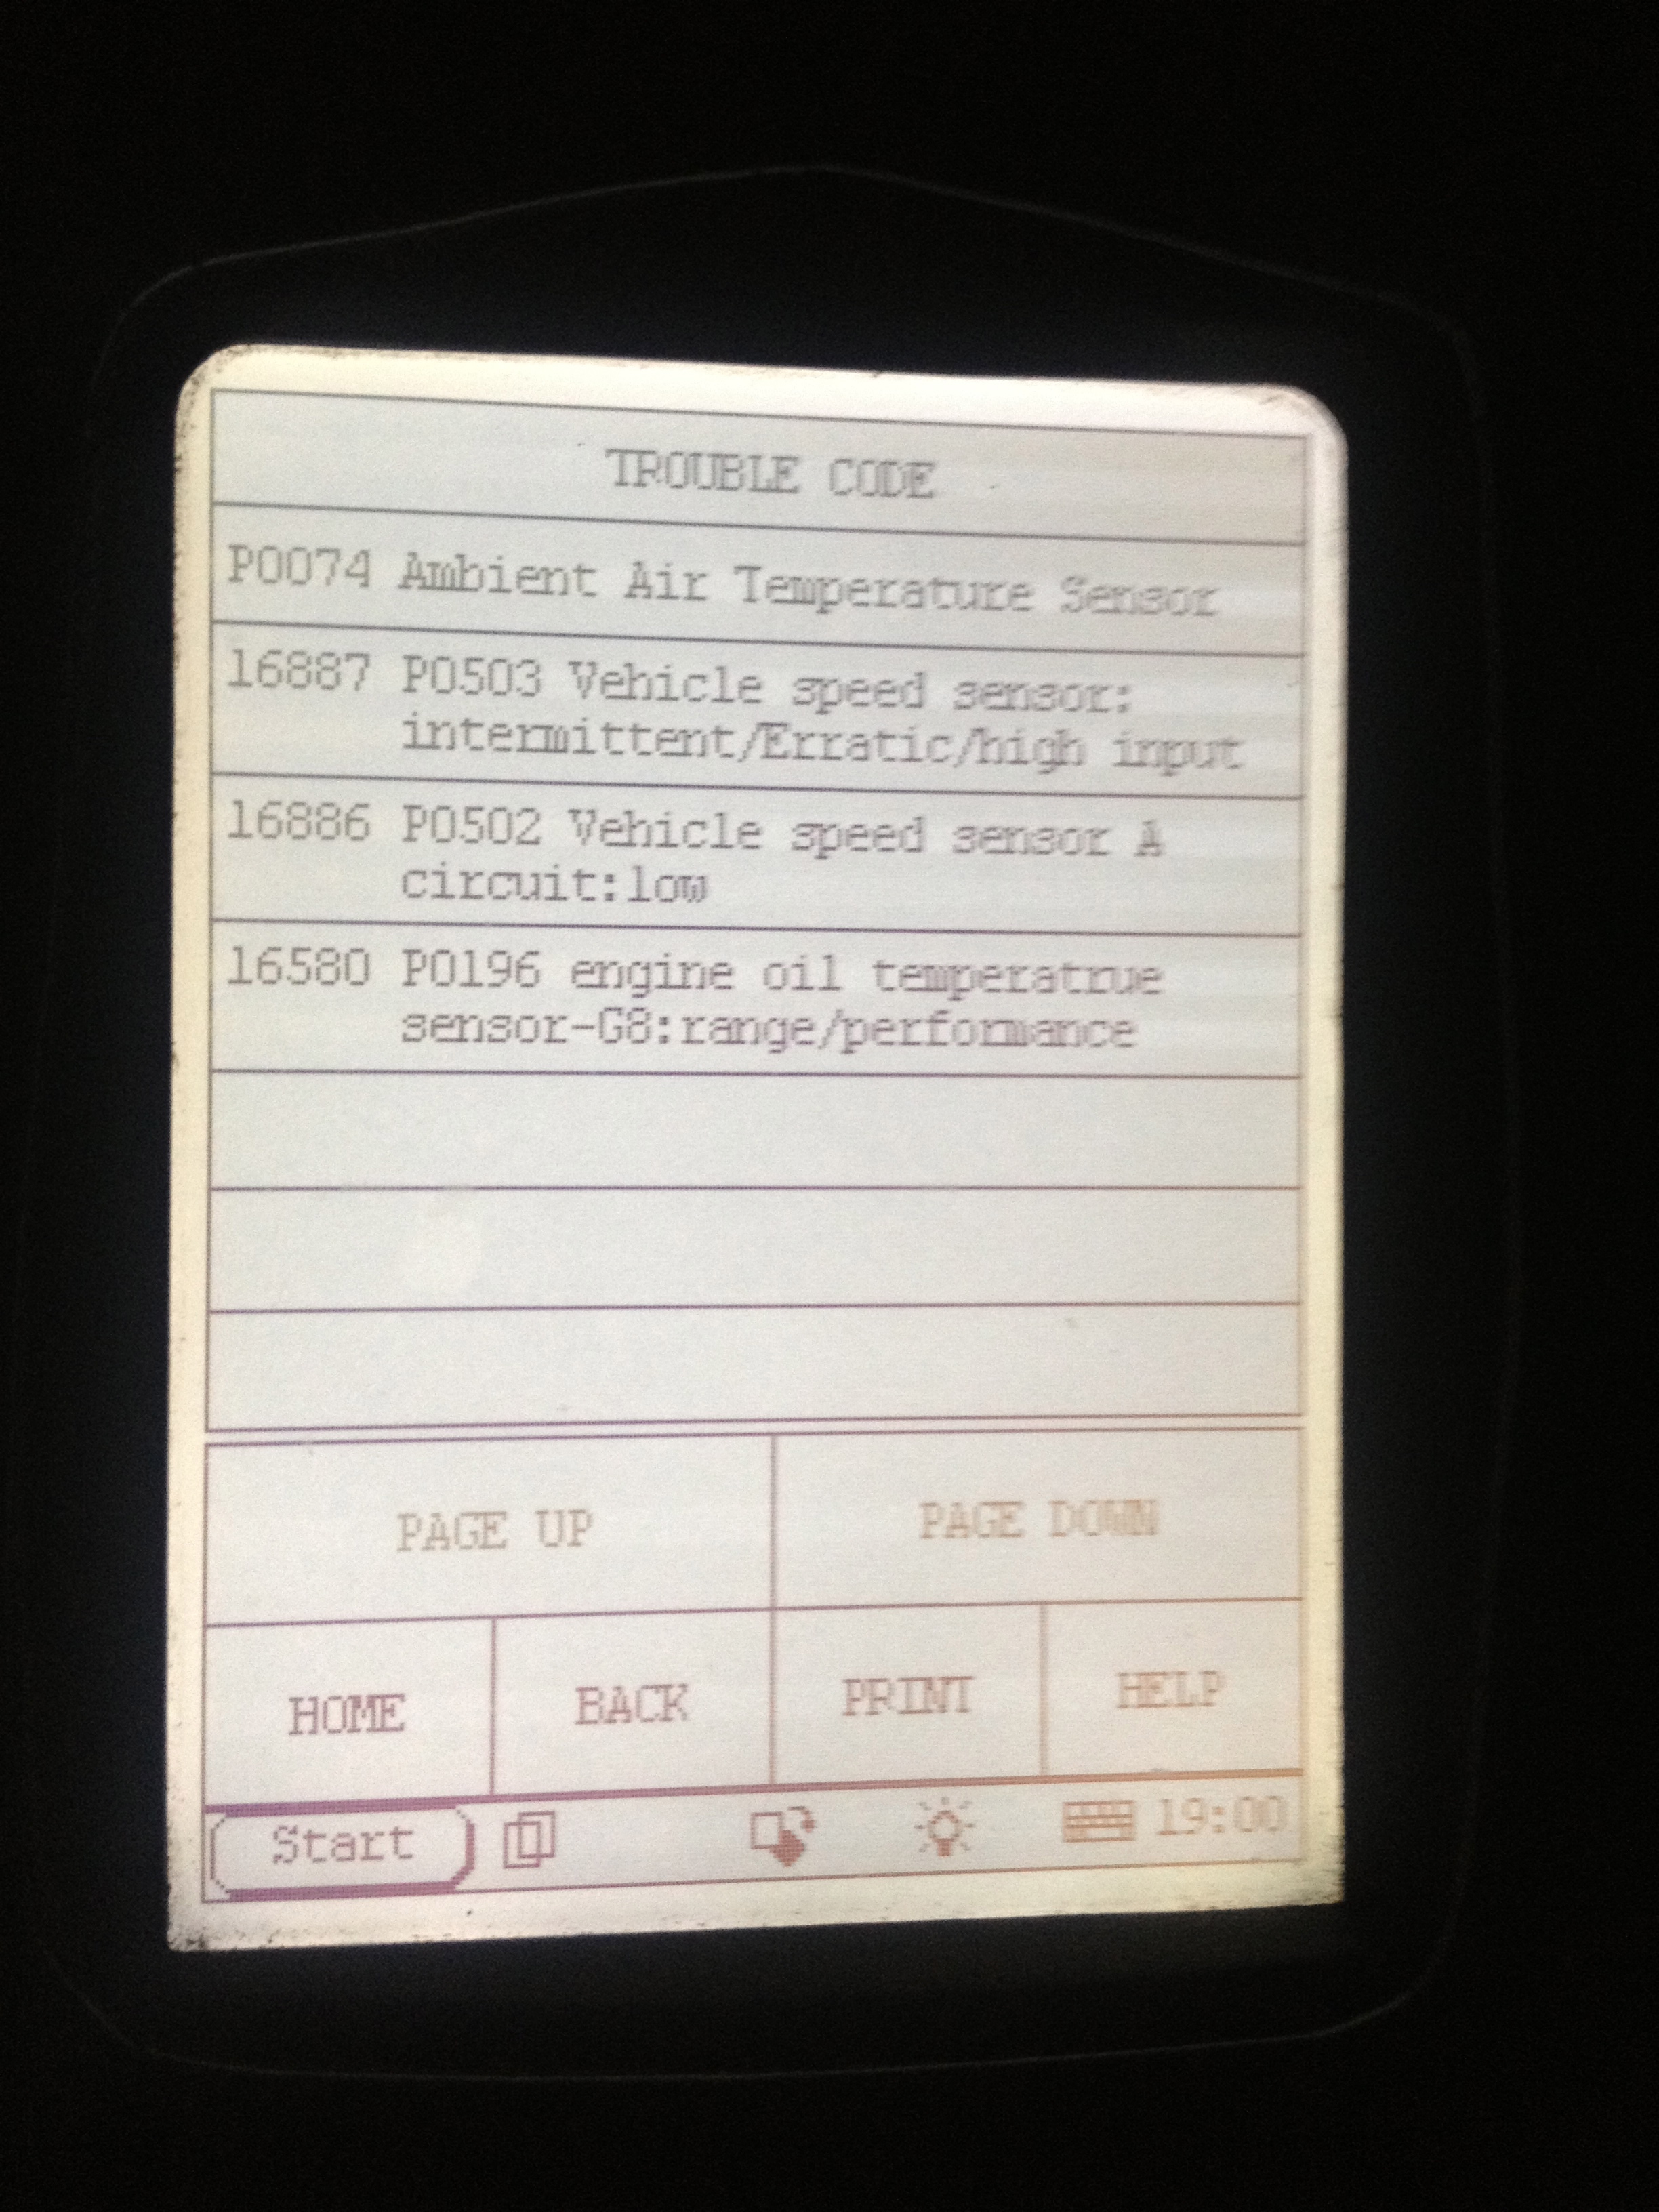 TROUBLE CODE
P0074 Ambient Air Temperature Sensor
16887 P0503 Vehicle speed sensor:
intermittent/Erratic/high input
16886 P0502 Vehicle speed sensor A
circuit:low
16580 P0196 engine oil temperatrue
sensor-G8:range/performance
PAGE UP PAGE DOWN
HOME BACK PRINT HELP
Start 19:00